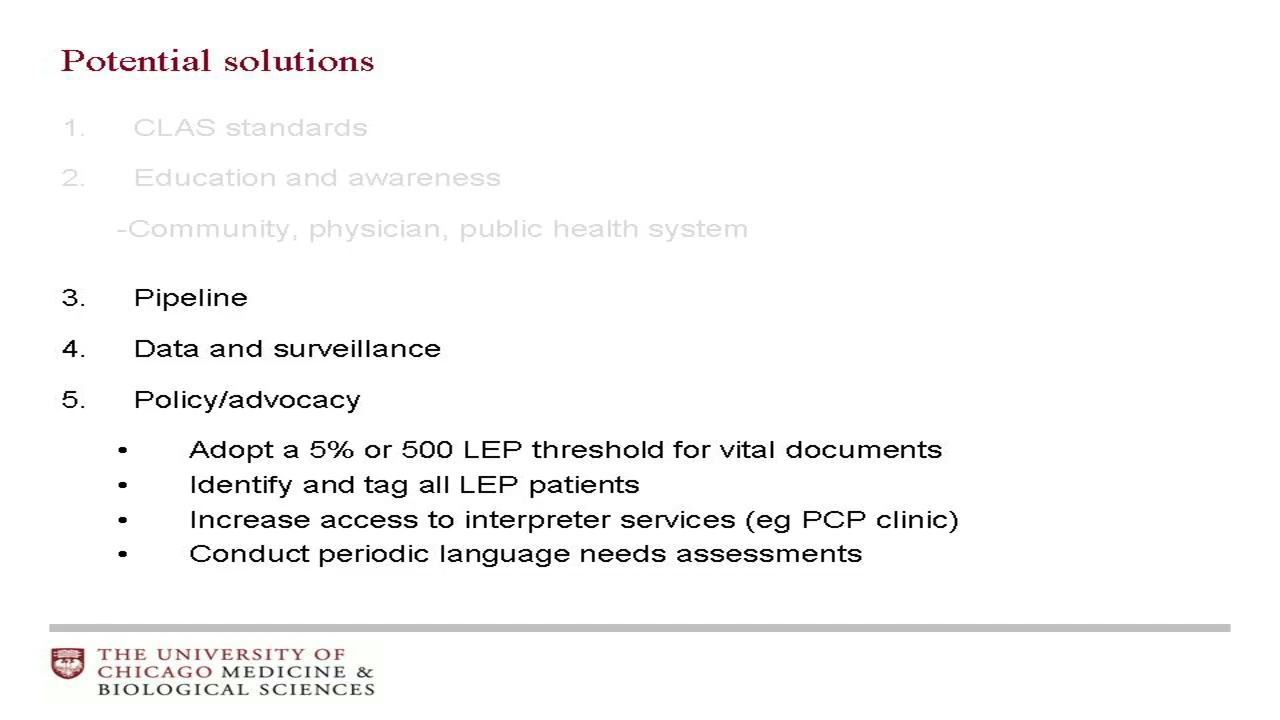 Potential solutions
1. CLAS standards
2. Education and awareness
-Community, physician, public health system
3. Pipeline
4. Data and surveillance
5. Policy/advocacy
• Adopt a 5% or 500 LEP threshold for vital documents
• Identify and tag all LEP patients
• Increase access to interpreter services (eg PCP clinic)
• Conduct periodic language needs assessments
THE UNIVERSITY OF
CHICAGO MEDICINE &
BIOLOGICAL SCIENCES